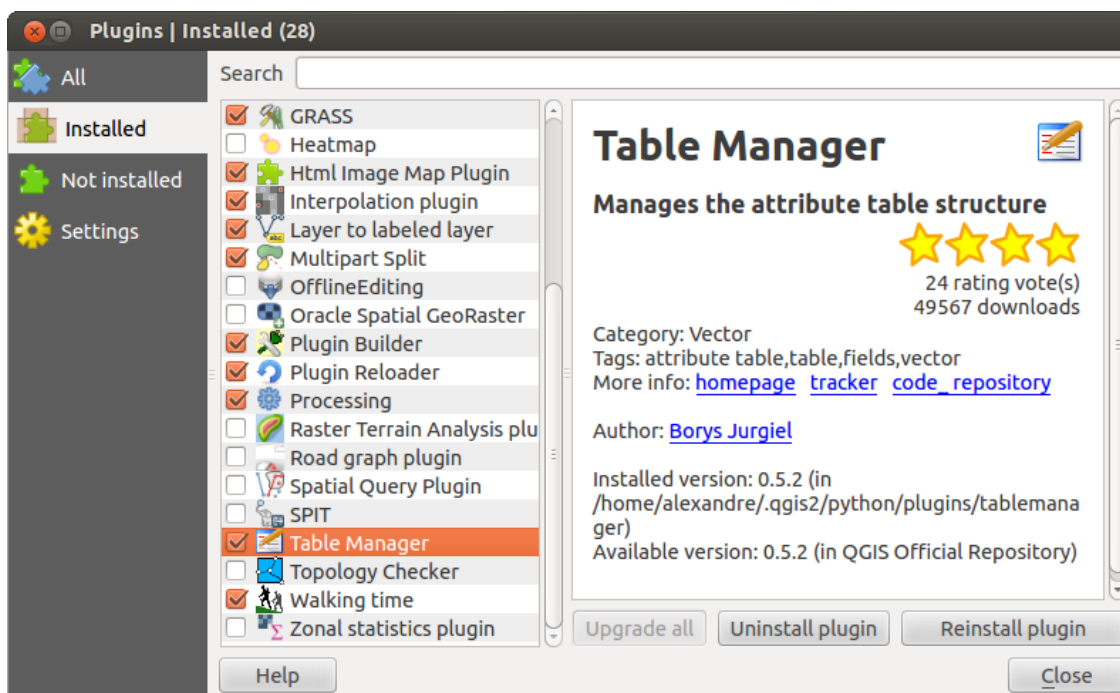 Plugins | Installed (28)
All
Installed
Not installed
Settings
Search
GRASS
Heatmap
Html Image Map Plugin
Interpolation plugin
Layer to labeled layer
Multipart Split
OfflineEditing
Oracle Spatial GeoRaster
Plugin Builder
Plugin Reloader
Processing
Raster Terrain Analysis plu
Road graph plugin
Spatial Query Plugin
SPIT
Table Manager
Topology Checker
Walking time
Zonal statistics plugin
Table Manager
Manages the attribute table structure
24 rating vote(s)
49567 downloads
Category: Vector
Tags: attribute table,table,fields,vector
More info: homepage tracker code_repository
Author: Borys Jurgiel
Installed version: 0.5.2 (in
/home/alexandre/.qgis2/python/plugins/tablemana
ger)
Available version: 0.5.2 (in QGIS Official Repository)
Upgrade all
Uninstall plugin
Reinstall plugin
Help
Close